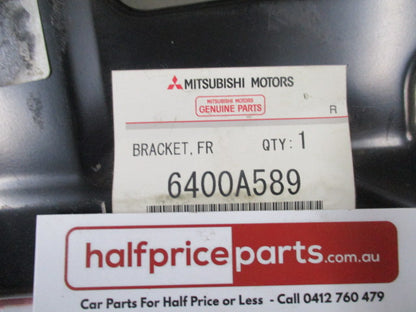 MITSUBISHI MOTORS
MITSUBISHI MOTORS
GENUINE PARTS
R
BRACKET, FR QTY: 1
6400A589
halfpriceparts.com.au
Car Parts For Half Price or Less - Call 0412 760 479